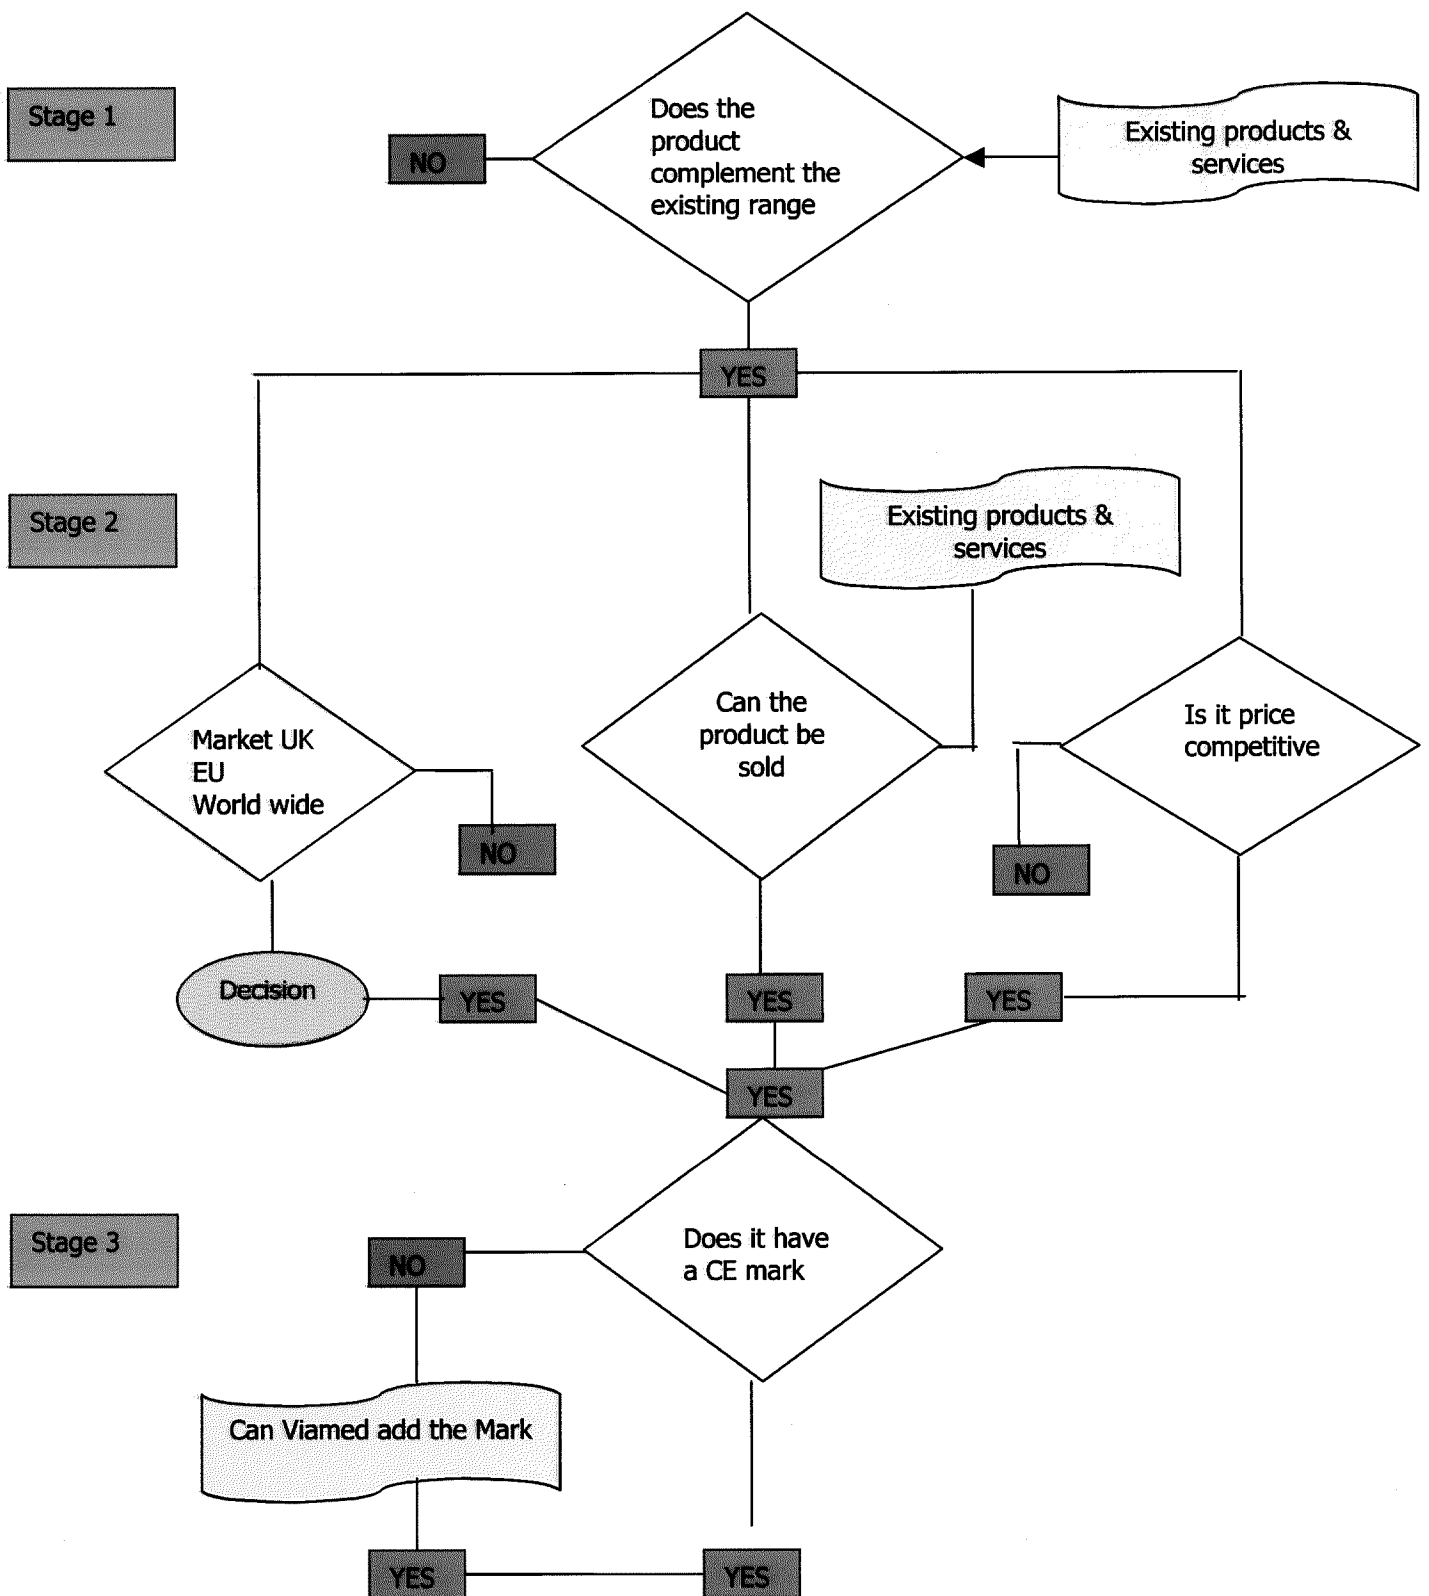 Stage 1
Does the
product
complement the
existing range
NO
Existing products &
services
YES
Stage 2
Existing products &
services
Market UK
EU
World wide
Can the
product be
sold
Is it price
competitive
NO
NO
Decision
YES
YES
YES
YES
Stage 3
Does it have
a CE mark
NO
Can Viamed add the Mark
YES
YES